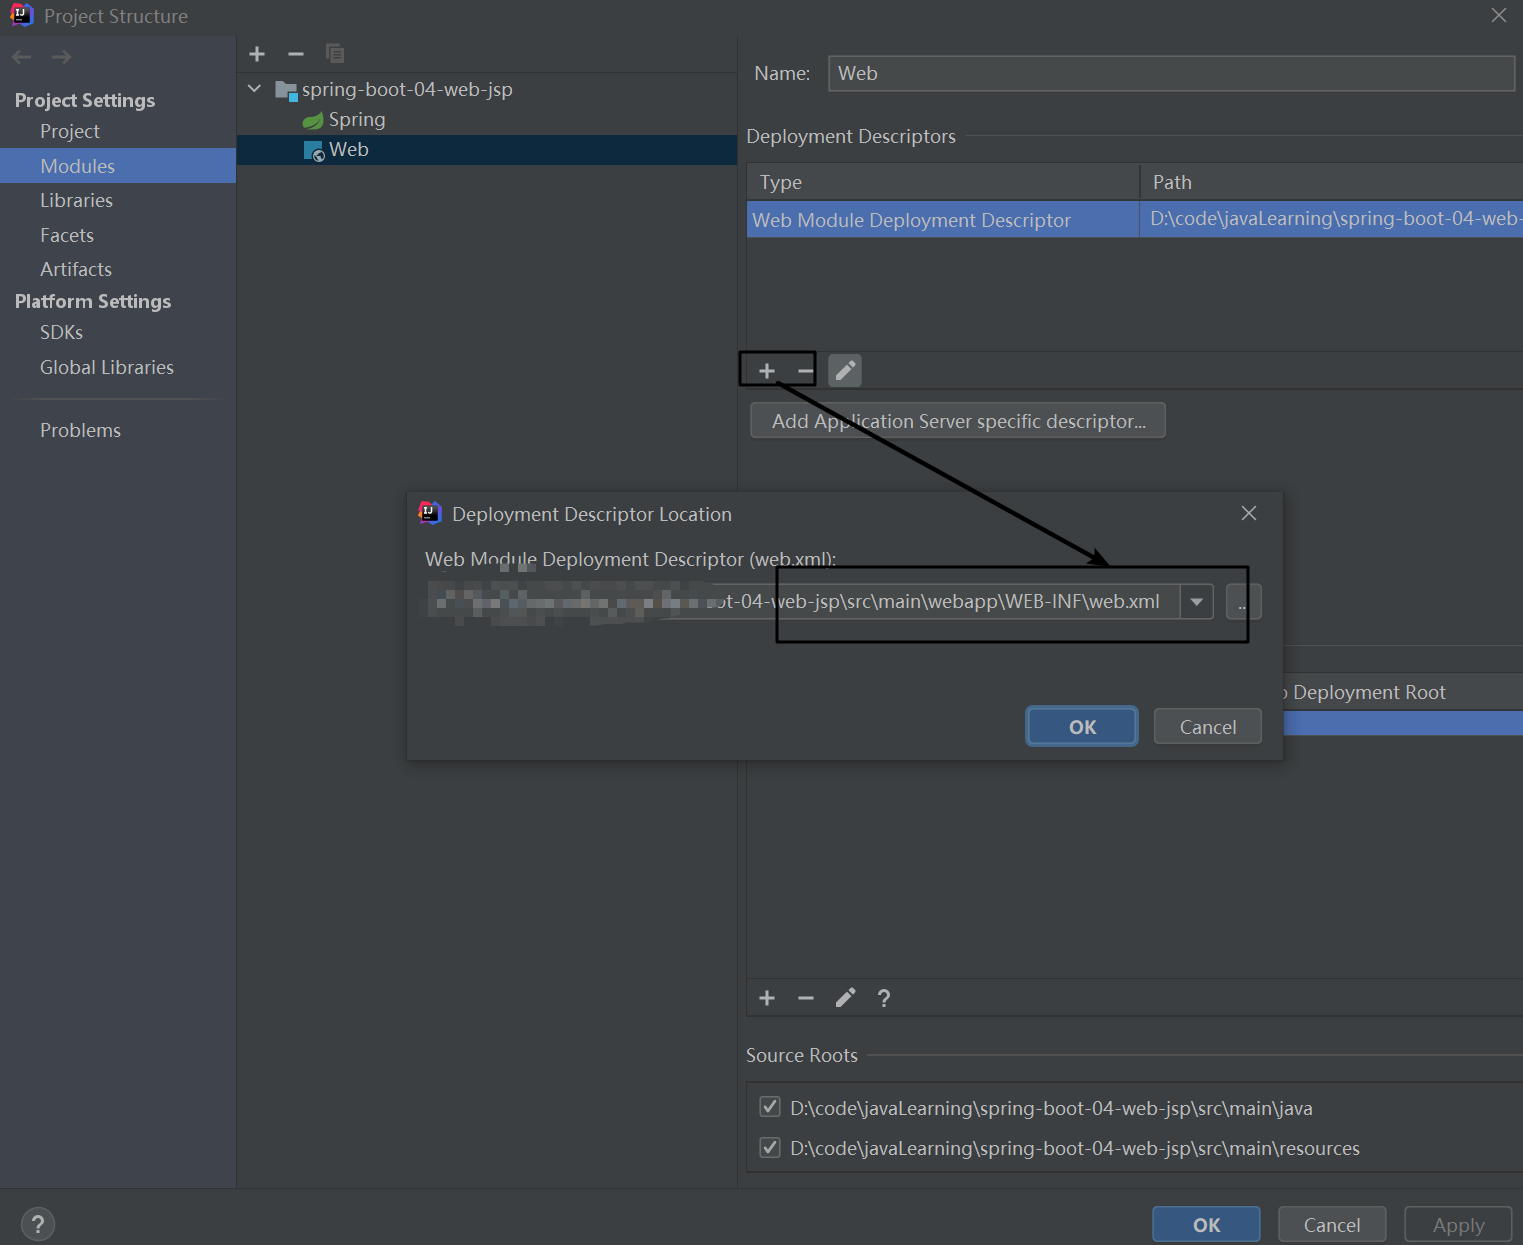 Project Structure
Project Settings
Project
Modules
Libraries
Facets
Artifacts
Platform Settings
SDKs
Global Libraries
Problems
spring-boot-04-web-jsp
Spring
Web
Name: Web
Deployment Descriptors
Type Path
Web Module Deployment Descriptor D:\code\javaLearning\spring-boot-04-web-
Add Application Server specific descriptor...
Deployment Descriptor Location
Web Module Deployment Descriptor (web.xml):
ot-04-web-jsp\src\main\webapp\WEB-INF\web.xml
OK Cancel
Deployment Root
Source Roots
D:\code\javaLearning\spring-boot-04-web-jsp\src\main\java
D:\code\javaLearning\spring-boot-04-web-jsp\src\main\resources
OK Cancel Apply